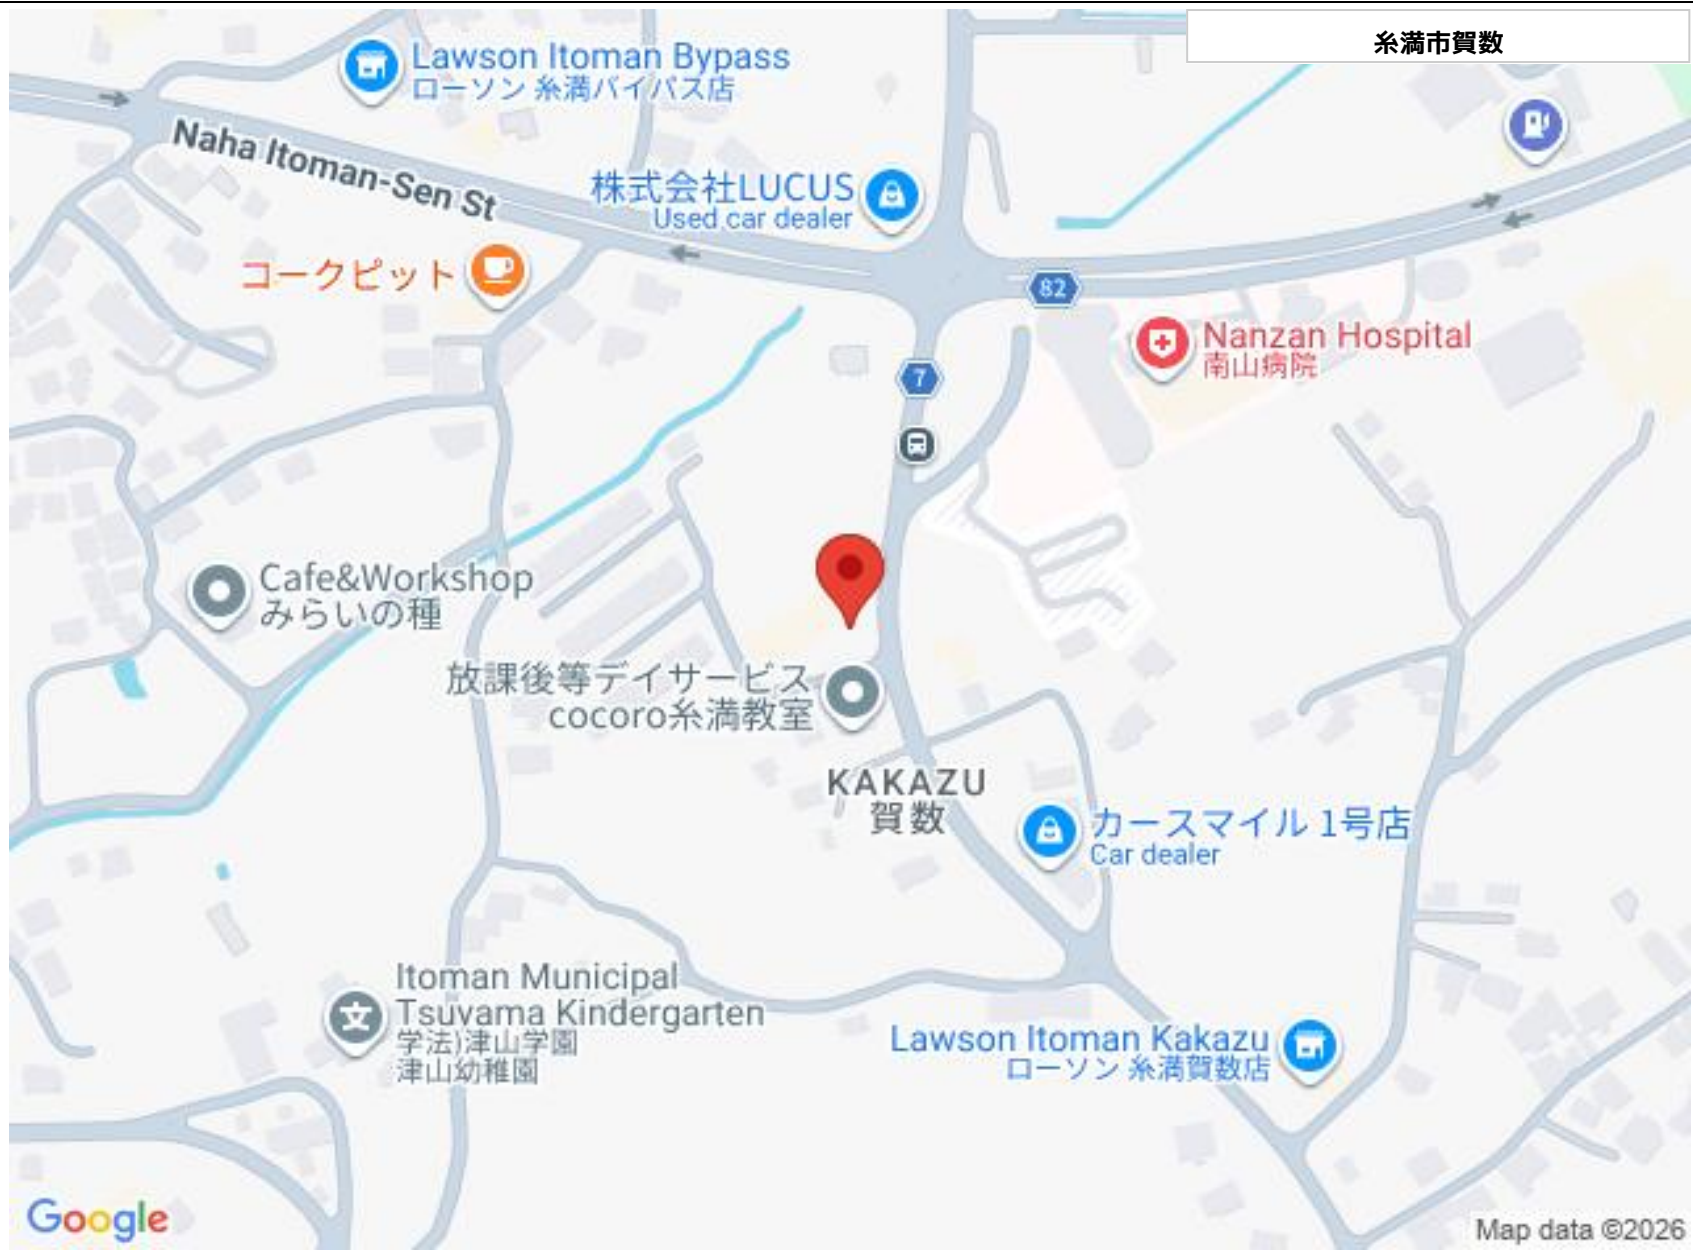 糸満市賀数
Lawson Itoman Bypass
ローソン 糸満バイパス店
Naha Itoman-Sen St
株式会社LUCUS
Used car dealer
コークピット
82
Nanzan Hospital
南山病院
7
Cafe&Workshop
みらいの種
放課後等デイサービス
cocoro糸満教室
KAKAZU
賀数
カースマイル 1号店
Car dealer
Itoman Municipal
Tsuyama Kindergarten
学法)津山学園
津山幼稚園
文
Lawson Itoman Kakazu
ローソン 糸満賀数店
Google
Map data ©2026